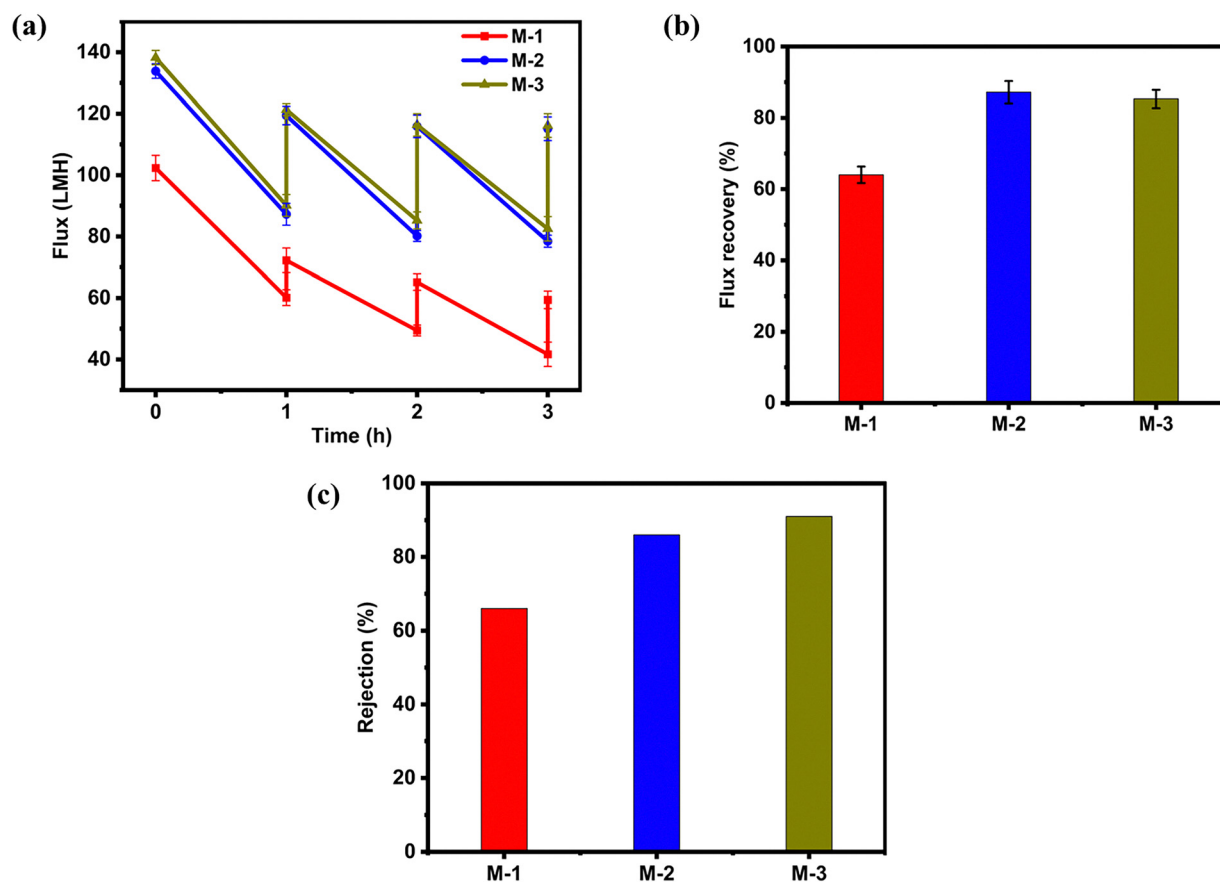 (a)
Flux (LMH)
140
120
100
80
60
40
M-1
M-2
M-3
0 1 2 3
Time (h)
(b)
Flux recovery (%)
100
80
60
40
20
0
M-1 M-2 M-3
(c)
Rejection (%)
100
80
60
40
20
0
M-1 M-2 M-3